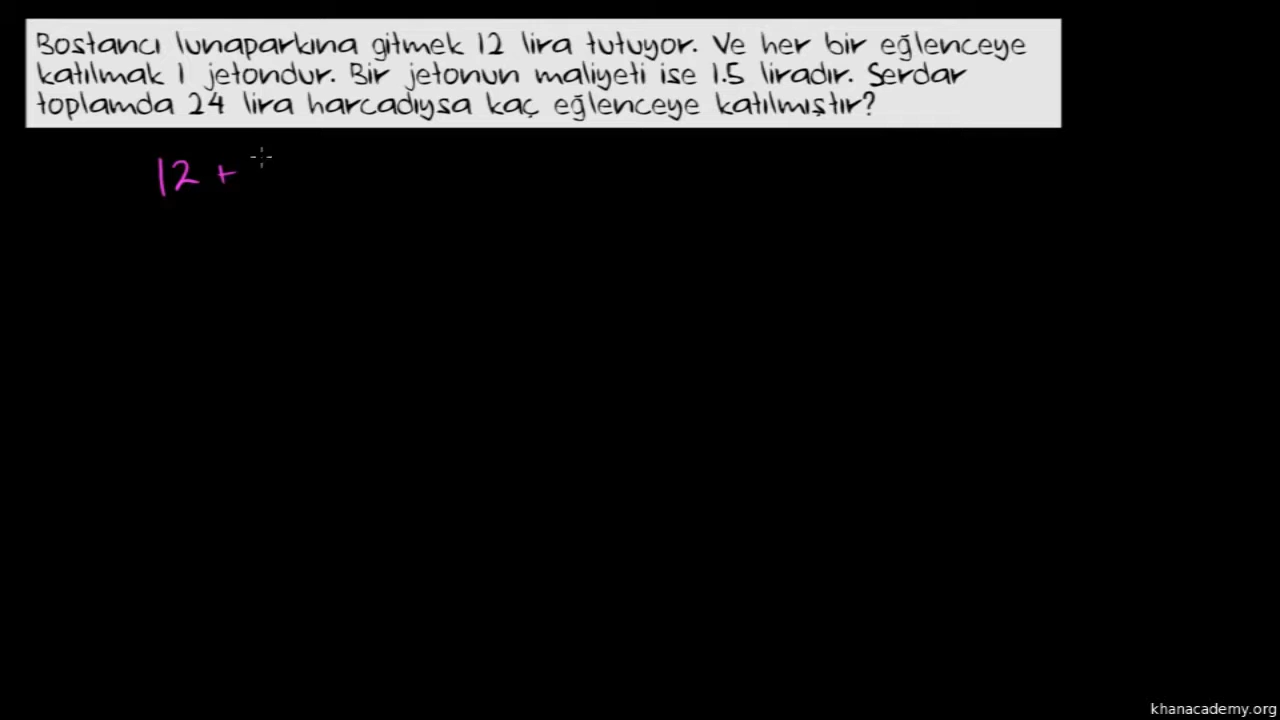 Bostancı lunaparkına gitmek 12 lira tutuyor. Ve her bir eğlenceye
katılmak 1 jetondur. Bir jetonun maliyeti ise 1.5 liradır. Serdar
toplamda 24 lira harcadıysa kaç eğlenceye katılmıştır?
12 +
khanacademy.org